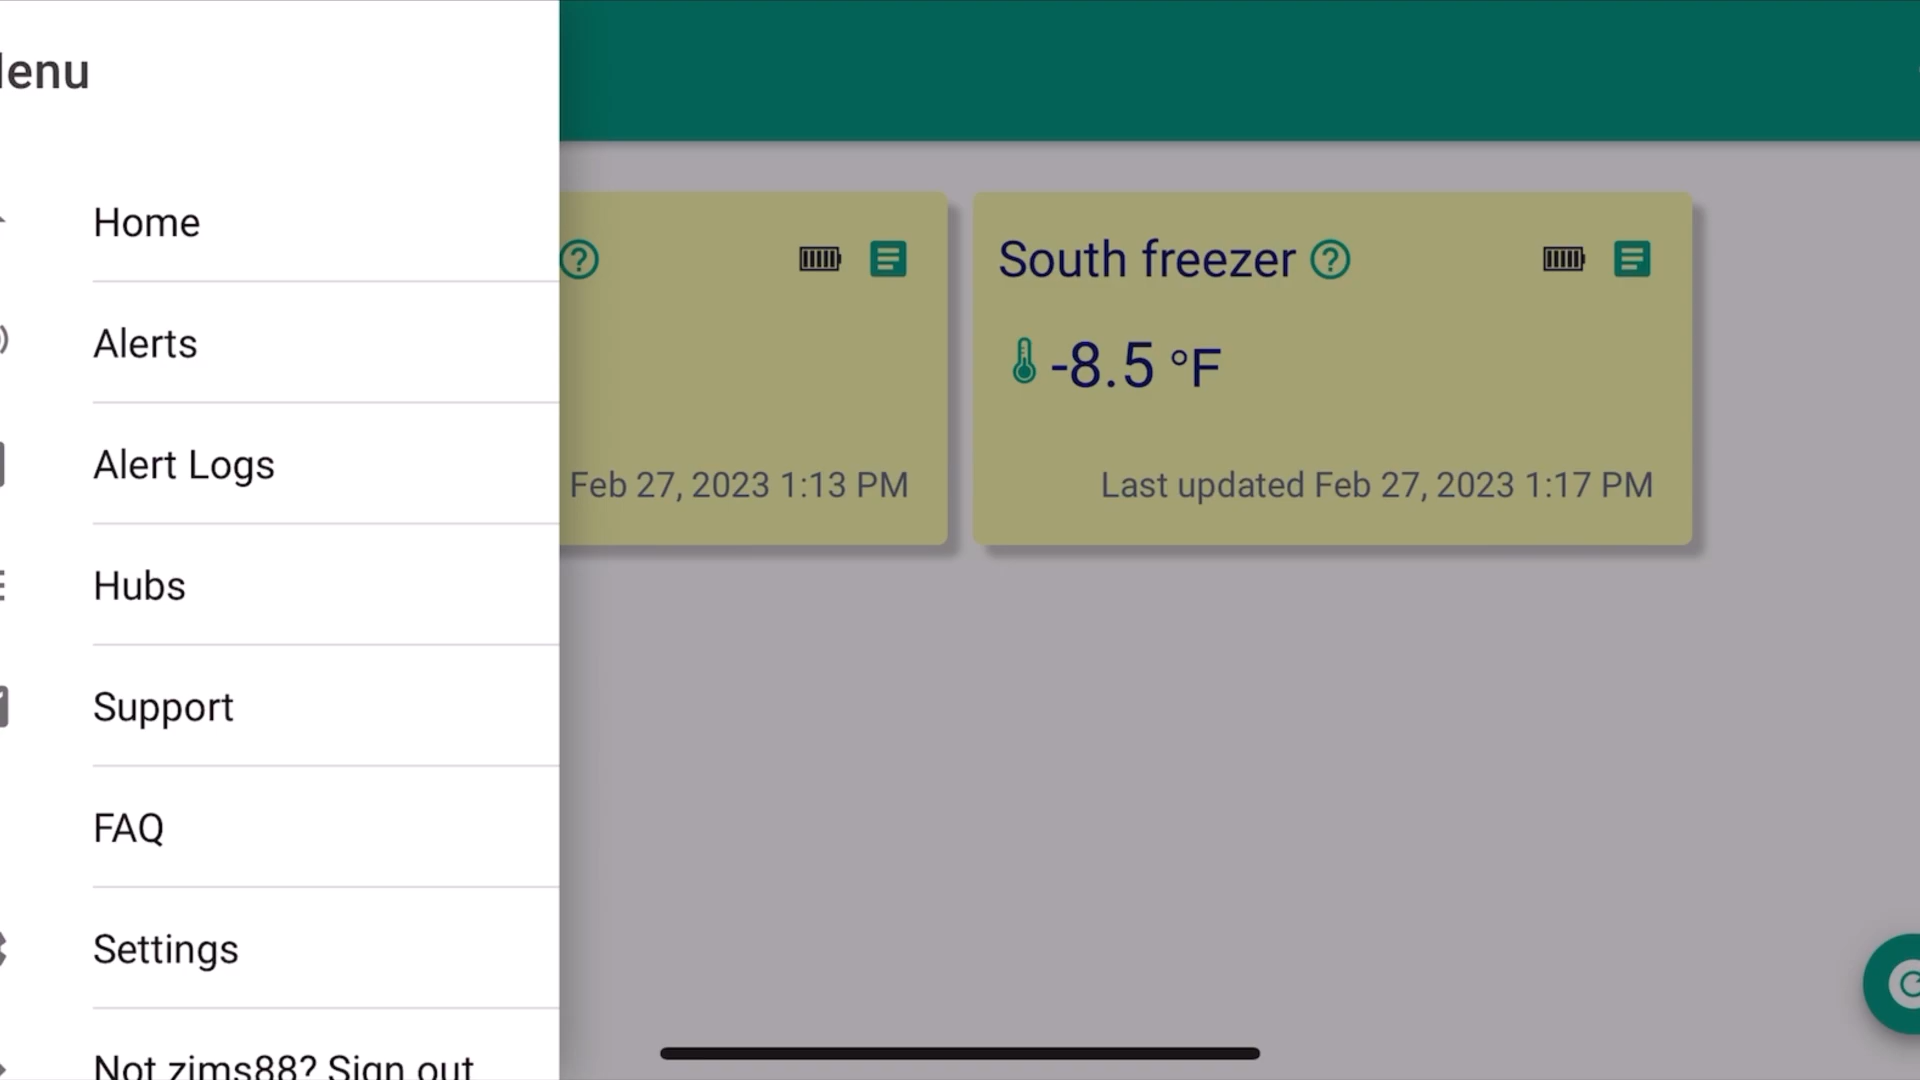 enu
Home
Alerts
Alert Logs
Hubs
Support
FAQ
Settings
Not zims88? Sign out
Feb 27, 2023 1:13 PM
South freezer
-8.5 °F
Last updated Feb 27, 2023 1:17 PM